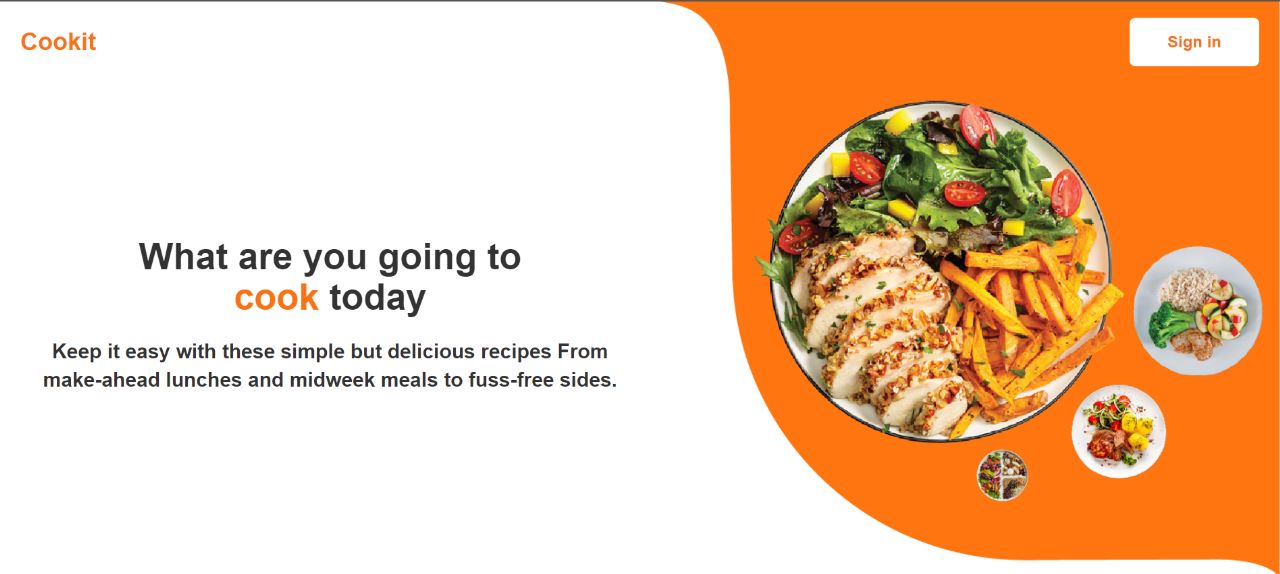 Cookit
Sign in
What are you going to
cook today
Keep it easy with these simple but delicious recipes From
make-ahead lunches and midweek meals to fuss-free sides.